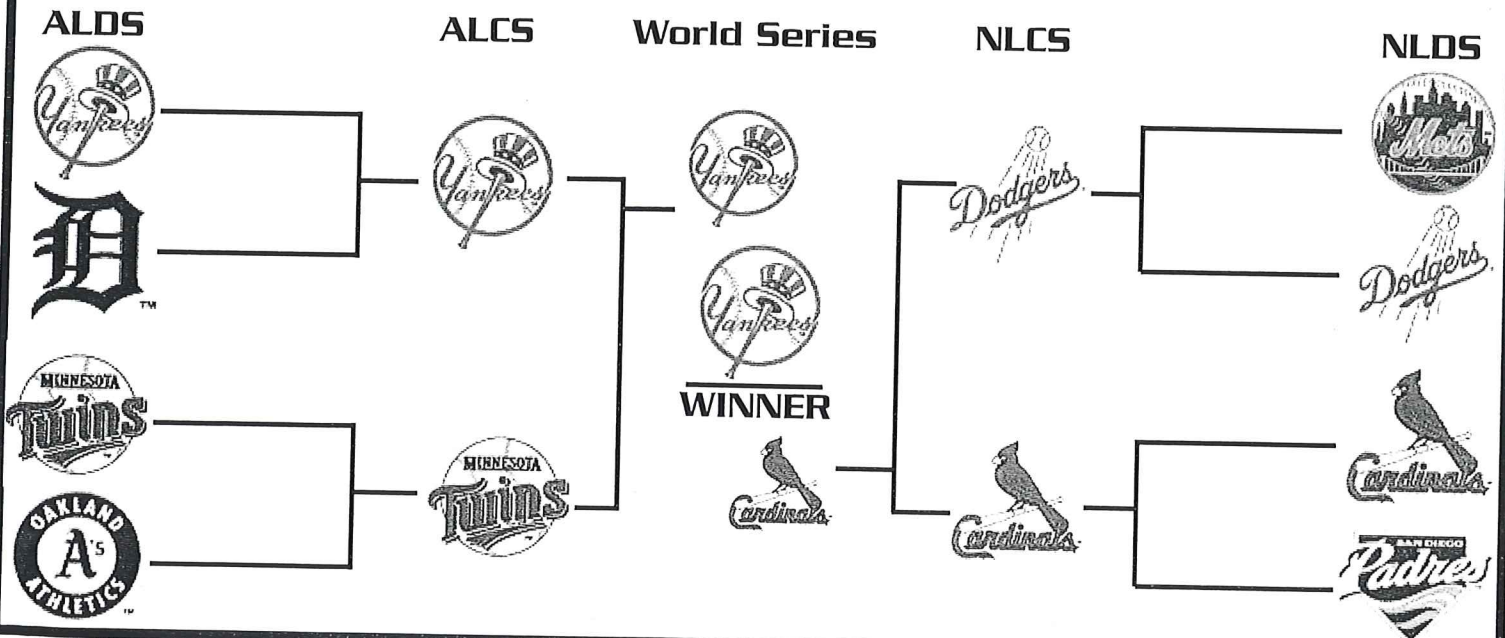 ALDS
ALCS
World Series
NLCS
NLDS
Yankees
Yankees
Yankees
Dodgers
Mets
D
TM
Dodgers
Yankees
WINNER
MINNESOTA
Twins
MINNESOTA
Twins
Cardinals
Cardinals
Cardinals
OAKLAND
A's
ATHLETICS
TM
SAN DIEGO
Padres